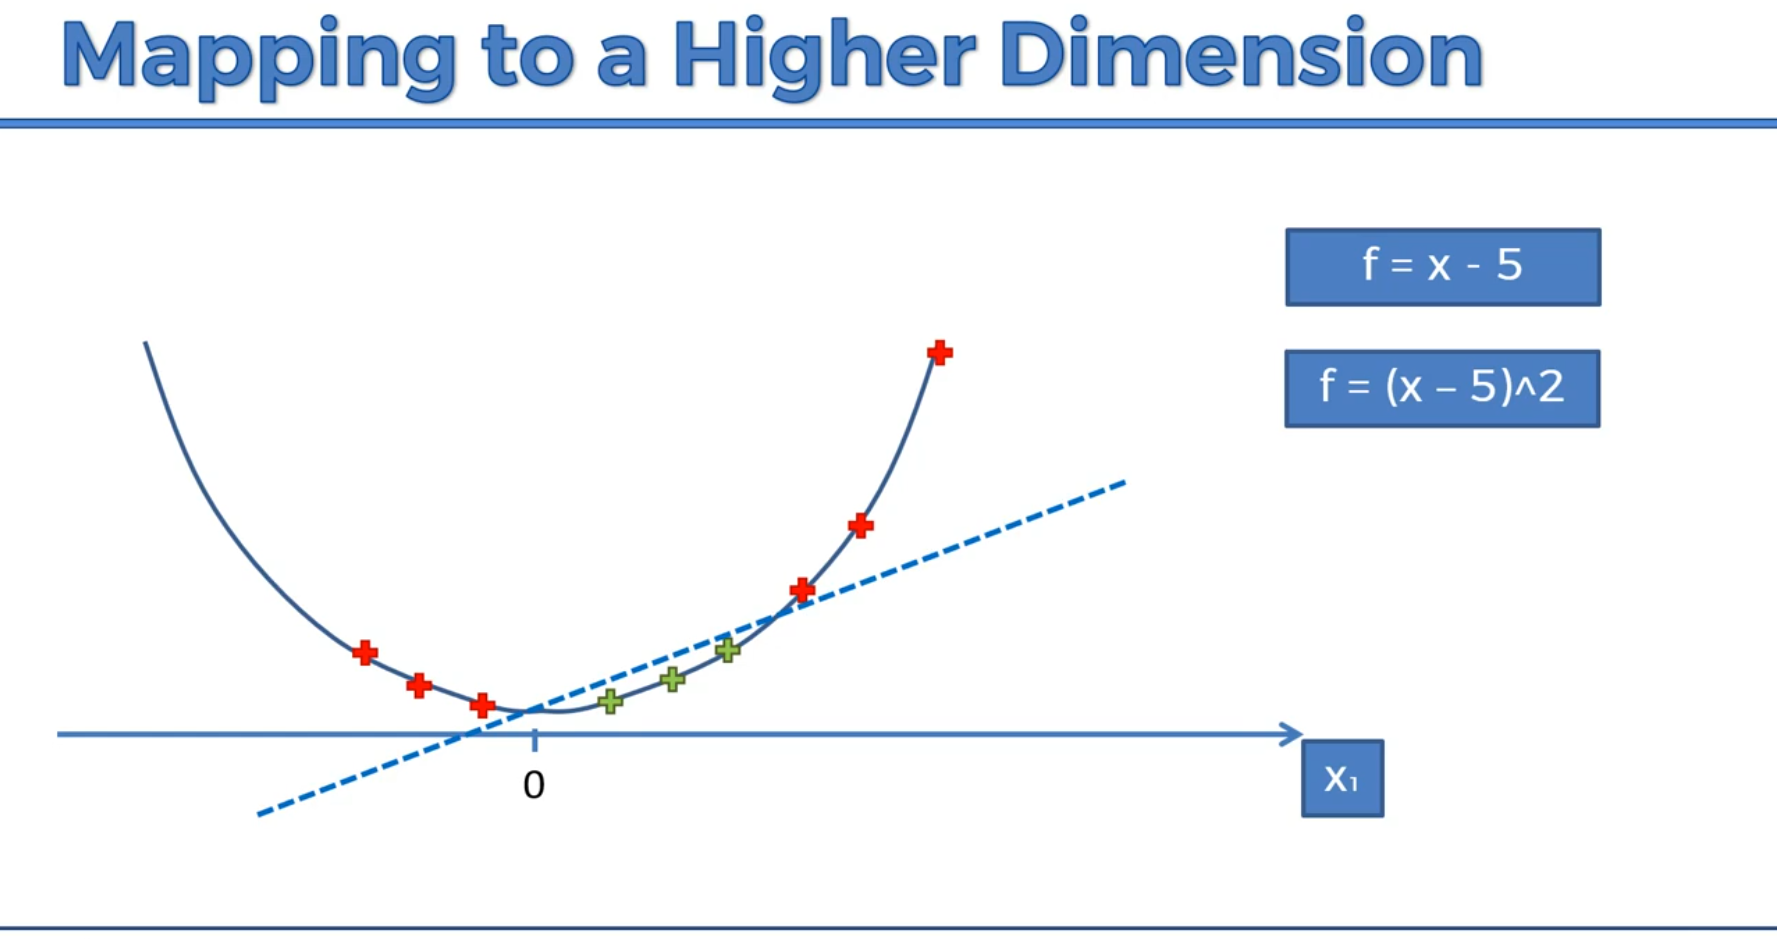 Mapping to a Higher Dimension
f = x - 5
f = (x – 5)^2
0
x₁